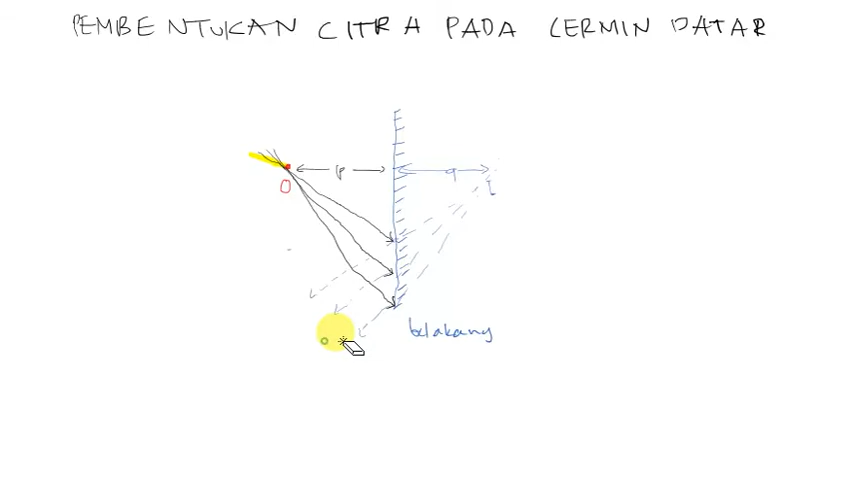 PEMBENTUKAN CITRA PADA CERMIN DATAR
p q
I
O
belakang